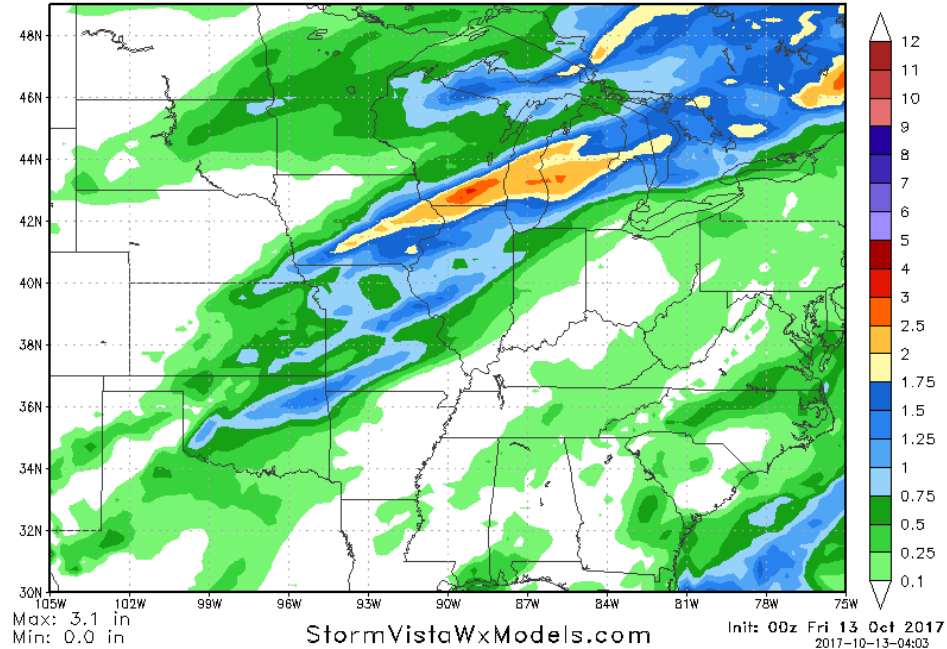 48N
46N
44N
42N
40N
38N
36N
34N
32N
30N
105W 102W 99W 96W 93W 90W 87W 84W 81W 78W 75W
12
11
10
9
8
7
6
5
4
3
2.5
2
1.75
1.5
1.25
1
0.75
0.5
0.25
0.1
Max: 3.1 in
Min: 0.0 in
StormVistaWxModels.com
Init: 00z Fri 13 Oct 2017
2017-10-13-04:03